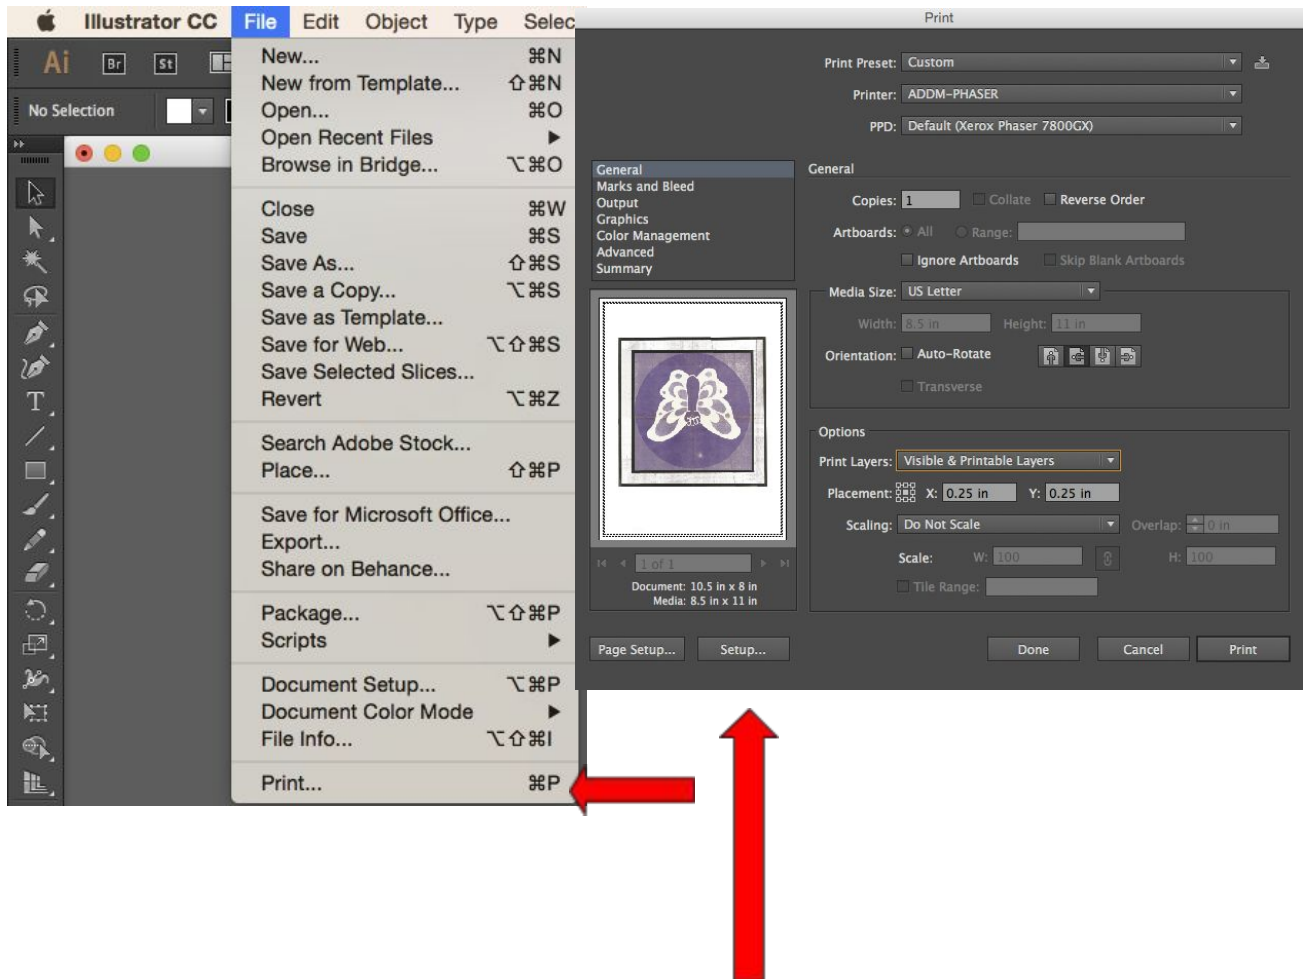 Illustrator CC File Edit Object Type Selec
Ai Br St
No Selection
New... ⌘N
New from Template... ⇧⌘N
Open... ⌘O
Open Recent Files ▶
Browse in Bridge... ⌥⌘O
Close ⌘W
Save ⌘S
Save As... ⇧⌘S
Save a Copy... ⌥⌘S
Save as Template...
Save for Web... ⌥⇧⌘S
Save Selected Slices...
Revert ⌥⌘Z
Search Adobe Stock...
Place... ⇧⌘P
Save for Microsoft Office...
Export...
Share on Behance...
Package... ⌥⇧⌘P
Scripts ▶
Document Setup... ⌥⌘P
Document Color Mode ▶
File Info... ⌥⇧⌘I
Print... ⌘P
Print
Print Preset: Custom
Printer: ADDM-PHASER
PPD: Default (Xerox Phaser 7800GX)
General
Marks and Bleed
Output
Graphics
Color Management
Advanced
Summary
1 of 1
Document: 10.5 in x 8 in
Media: 8.5 in x 11 in
General
Copies: 1 Collate Reverse Order
Artboards: All Range:
Ignore Artboards Skip Blank Artboards
Media Size: US Letter
Width: 8.5 in Height: 11 in
Orientation: Auto-Rotate
Transverse
Options
Print Layers: Visible & Printable Layers
Placement: X: 0.25 in Y: 0.25 in
Scaling: Do Not Scale Overlap: 0 in
Scale: W: 100 H: 100
Tile Range:
Page Setup... Setup... Done Cancel Print